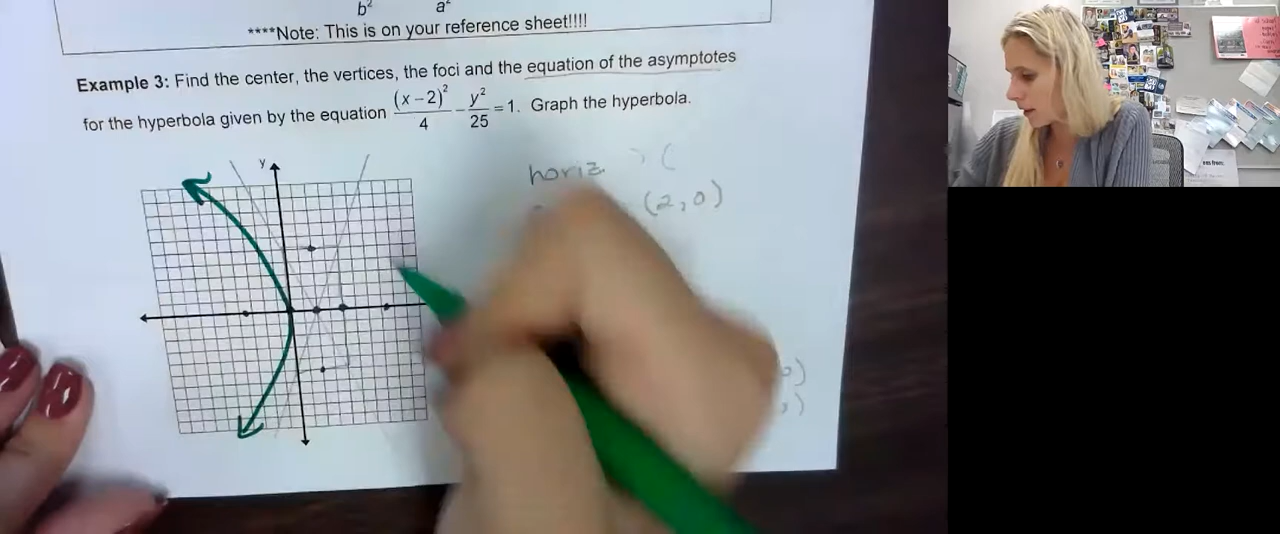 b² a²
****Note: This is on your reference sheet!!!!
Example 3: Find the center, the vertices, the foci and the equation of the asymptotes
for the hyperbola given by the equation (x-2)²/4 - y²/25 = 1. Graph the hyperbola.
y
horiz
(2,0)